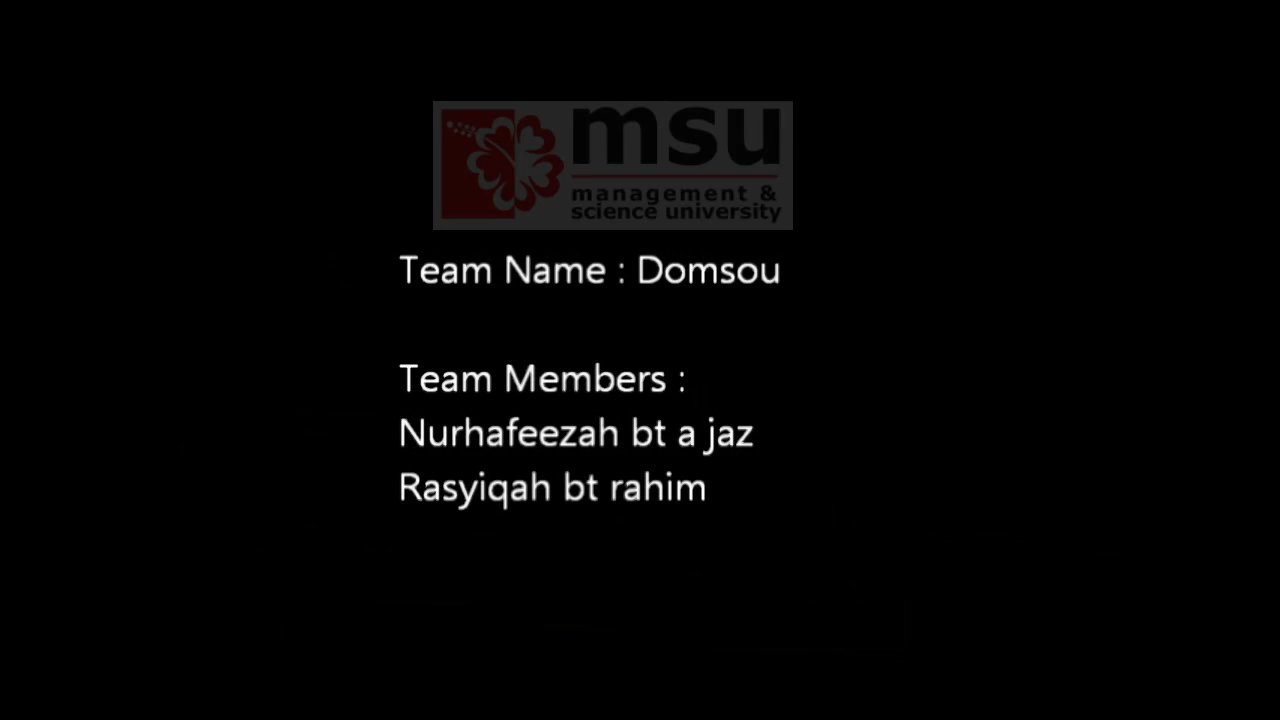 msu
management &
science university
Team Name : Domsou
Team Members :
Nurhafeezah bt a jaz
Rasyiqah bt rahim